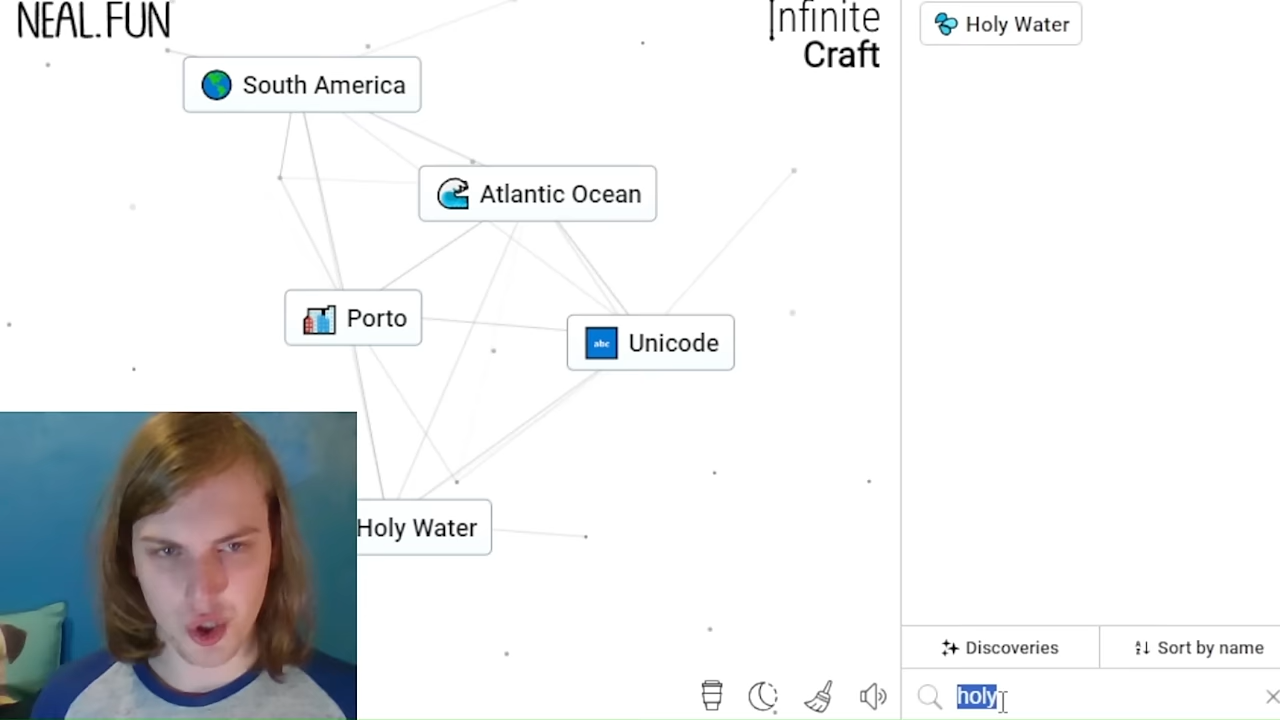 NEAL.FUN
Infinite
Craft
Holy Water
South America
Atlantic Ocean
Porto
abc
Unicode
Holy Water
Discoveries
Sort by name
holy